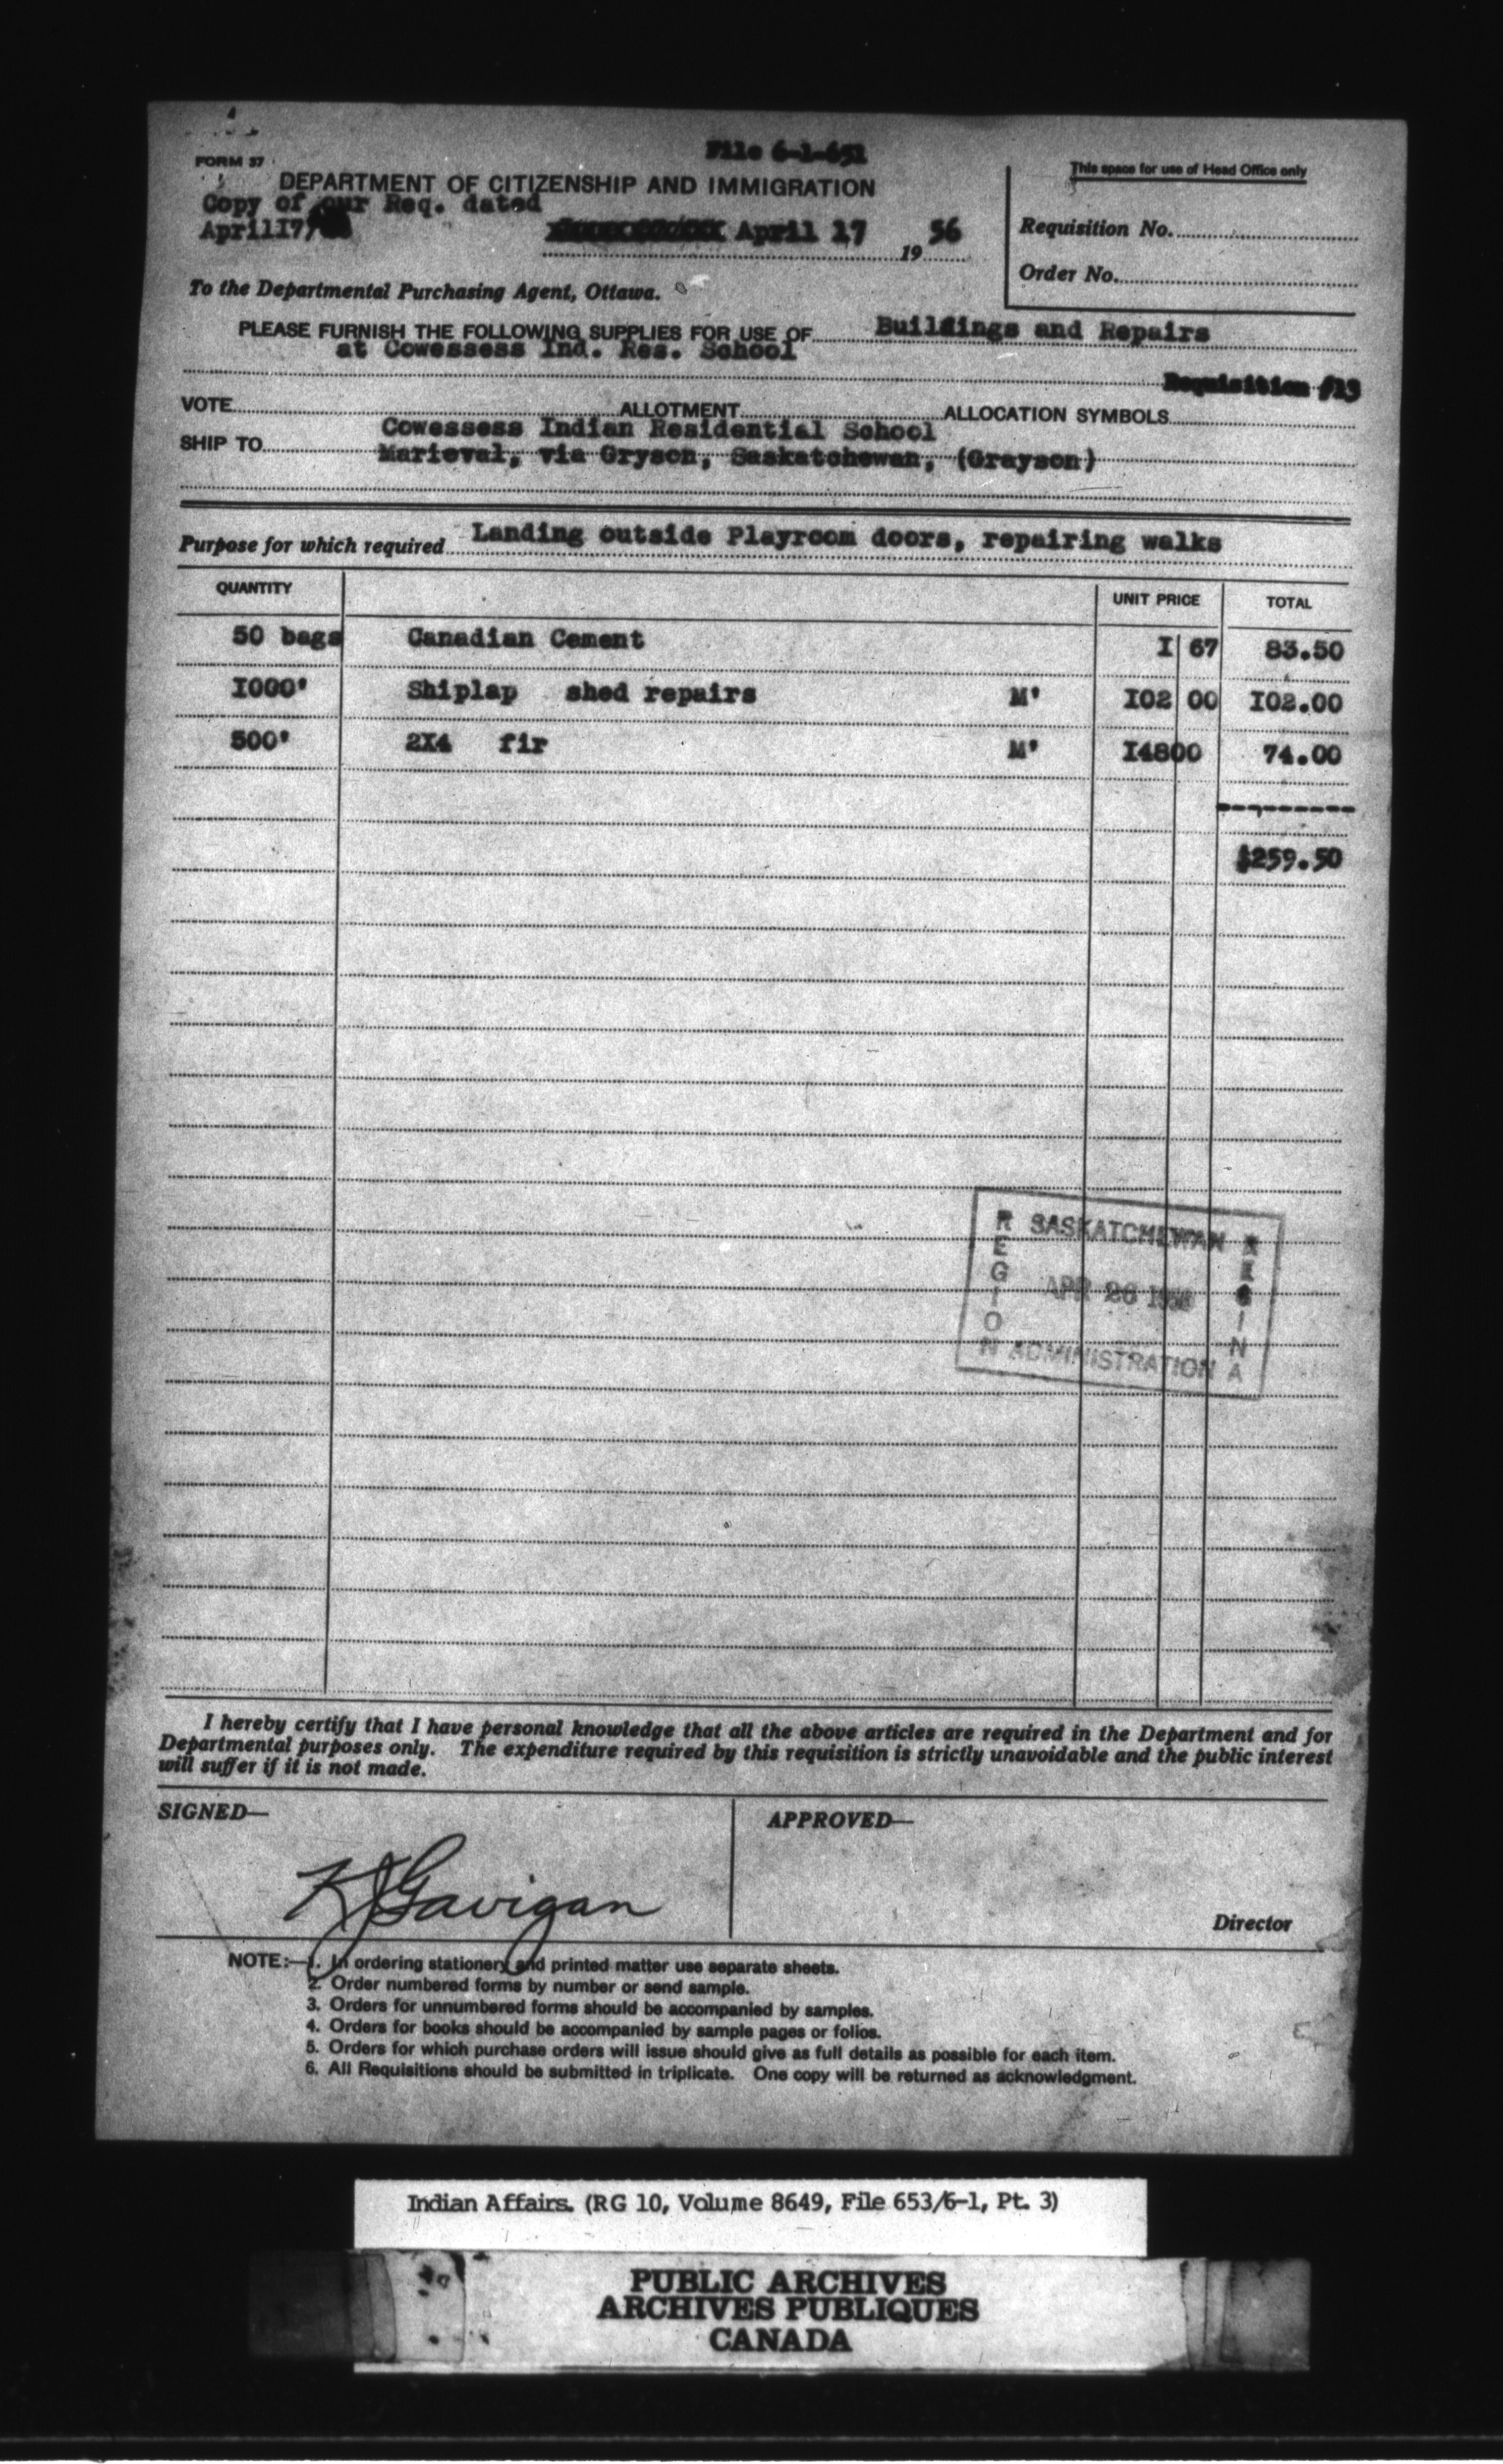 File 6-1-651
FORM 57
This space for use of Head Office only
DEPARTMENT OF CITIZENSHIP AND IMMIGRATION
Copy of our Req. dated
AprilI7/
April 17 19 56
Requisition No.
Order No.
To the Departmental Purchasing Agent, Ottawa.
PLEASE FURNISH THE FOLLOWING SUPPLIES FOR USE OF Buildings and Repairs
at Cowessess Ind. Res. School
Requisition #13
VOTE ALLOTMENT ALLOCATION SYMBOLS
Cowessess Indian Residential School
SHIP TO Marieval, via Gryson, Saskatchewan, (Grayson)
Purpose for which required Landing outside Playroom doors, repairing walks
QUANTITY UNIT PRICE TOTAL
50 bags Canadian Cement I 67 83.50
I000' Shiplap shed repairs M' I02 00 I02.00
500' 2X4 fir M' I4800 74.00
$259.50
REGION SASKATCHEWAN REGINA
APR 26 1956
ADMINISTRATION
I hereby certify that I have personal knowledge that all the above articles are required in the Department and for
Departmental purposes only. The expenditure required by this requisition is strictly unavoidable and the public interest
will suffer if it is not made.
SIGNED—
APPROVED—
K J Gavigan
Director
NOTE:—1. In ordering stationery and printed matter use separate sheets.
2. Order numbered forms by number or send sample.
3. Orders for unnumbered forms should be accompanied by samples.
4. Orders for books should be accompanied by sample pages or folios.
5. Orders for which purchase orders will issue should give as full details as possible for each item.
6. All Requisitions should be submitted in triplicate. One copy will be returned as acknowledgment.
Indian Affairs. (RG 10, Volume 8649, File 653/6-1, Pt. 3)
PUBLIC ARCHIVES
ARCHIVES PUBLIQUES
CANADA